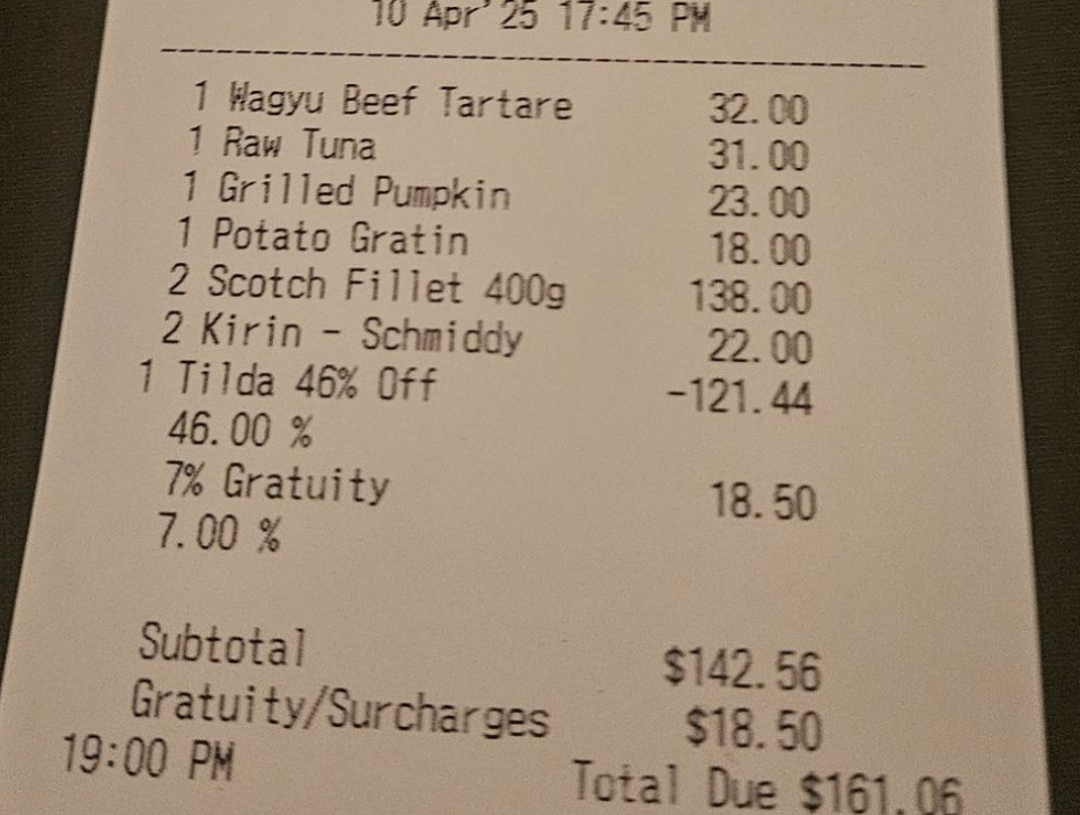 10 Apr'25 17:45 PM
----------------------------------------
1 Wagyu Beef Tartare 32.00
1 Raw Tuna 31.00
1 Grilled Pumpkin 23.00
1 Potato Gratin 18.00
2 Scotch Fillet 400g 138.00
2 Kirin - Schmiddy 22.00
1 Tilda 46% Off -121.44
46.00 %
7% Gratuity 18.50
7.00 %
Subtotal $142.56
Gratuity/Surcharges $18.50
19:00 PM Total Due $161.06